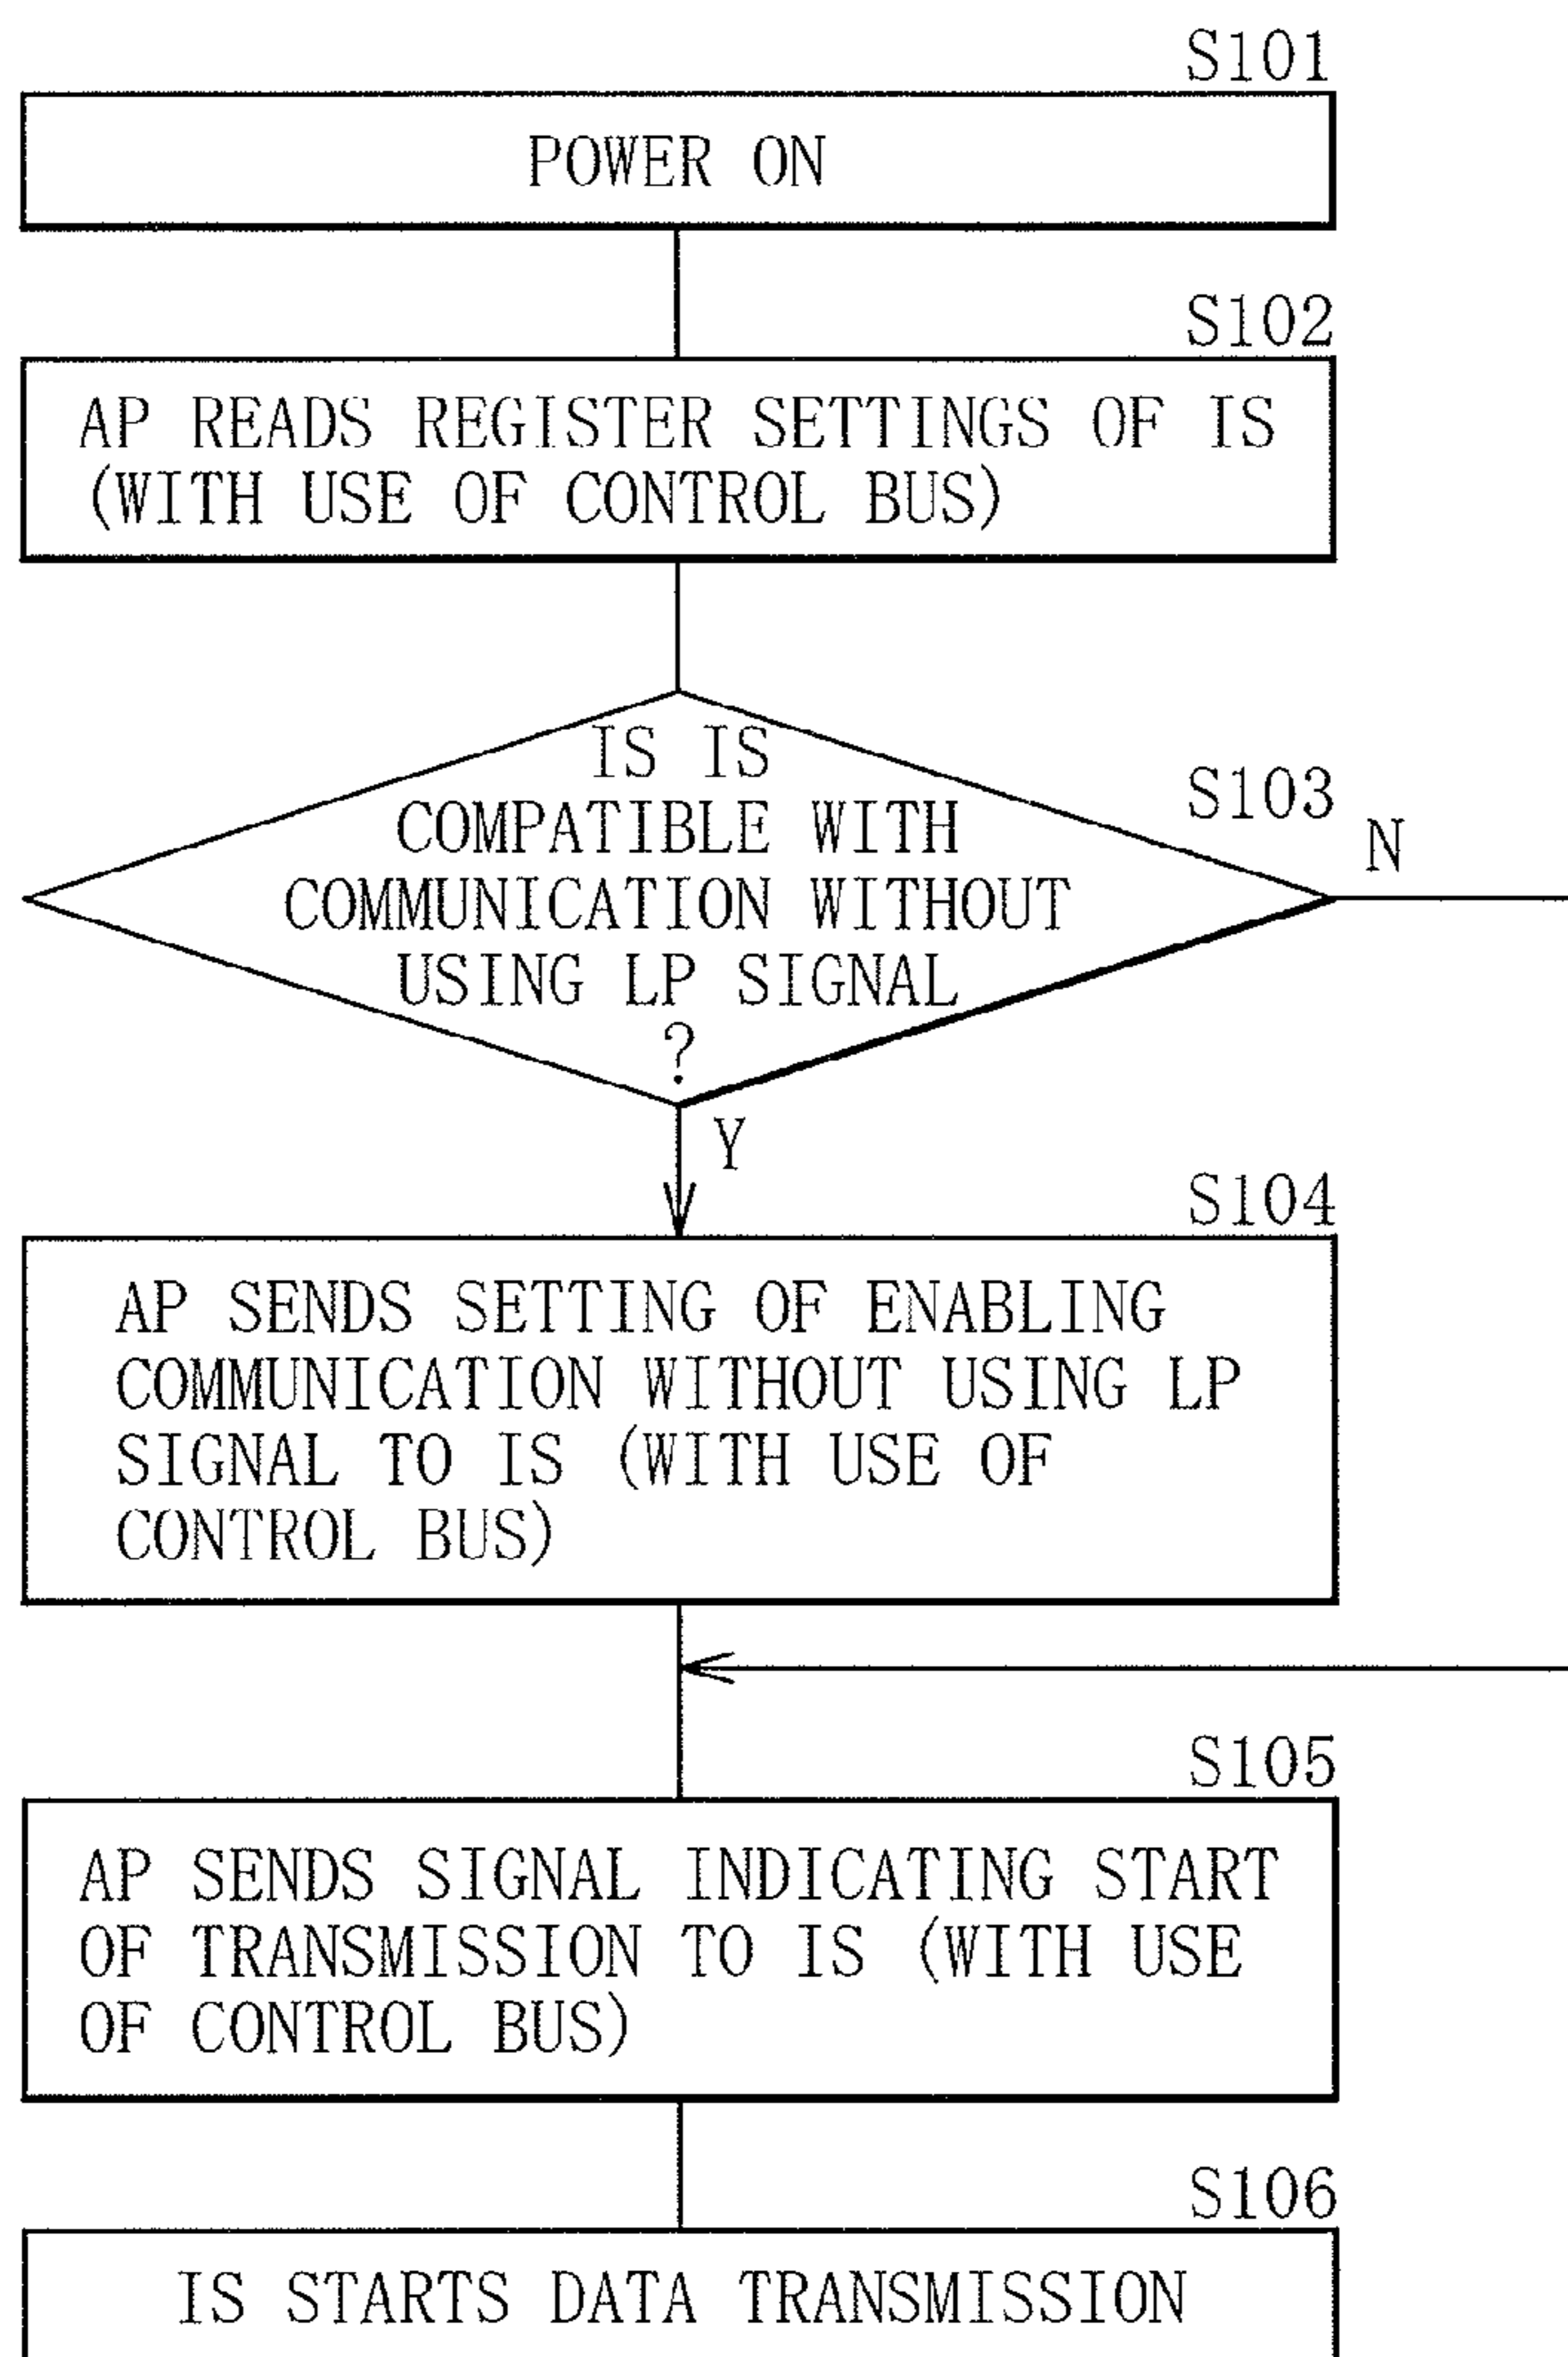 S101
POWER ON
S102
AP READS REGISTER SETTINGS OF IS
(WITH USE OF CONTROL BUS)
IS IS
COMPATIBLE WITH
COMMUNICATION WITHOUT
USING LP SIGNAL
?
S103
N
Y
S104
AP SENDS SETTING OF ENABLING
COMMUNICATION WITHOUT USING LP
SIGNAL TO IS (WITH USE OF
CONTROL BUS)
S105
AP SENDS SIGNAL INDICATING START
OF TRANSMISSION TO IS (WITH USE
OF CONTROL BUS)
S106
IS STARTS DATA TRANSMISSION